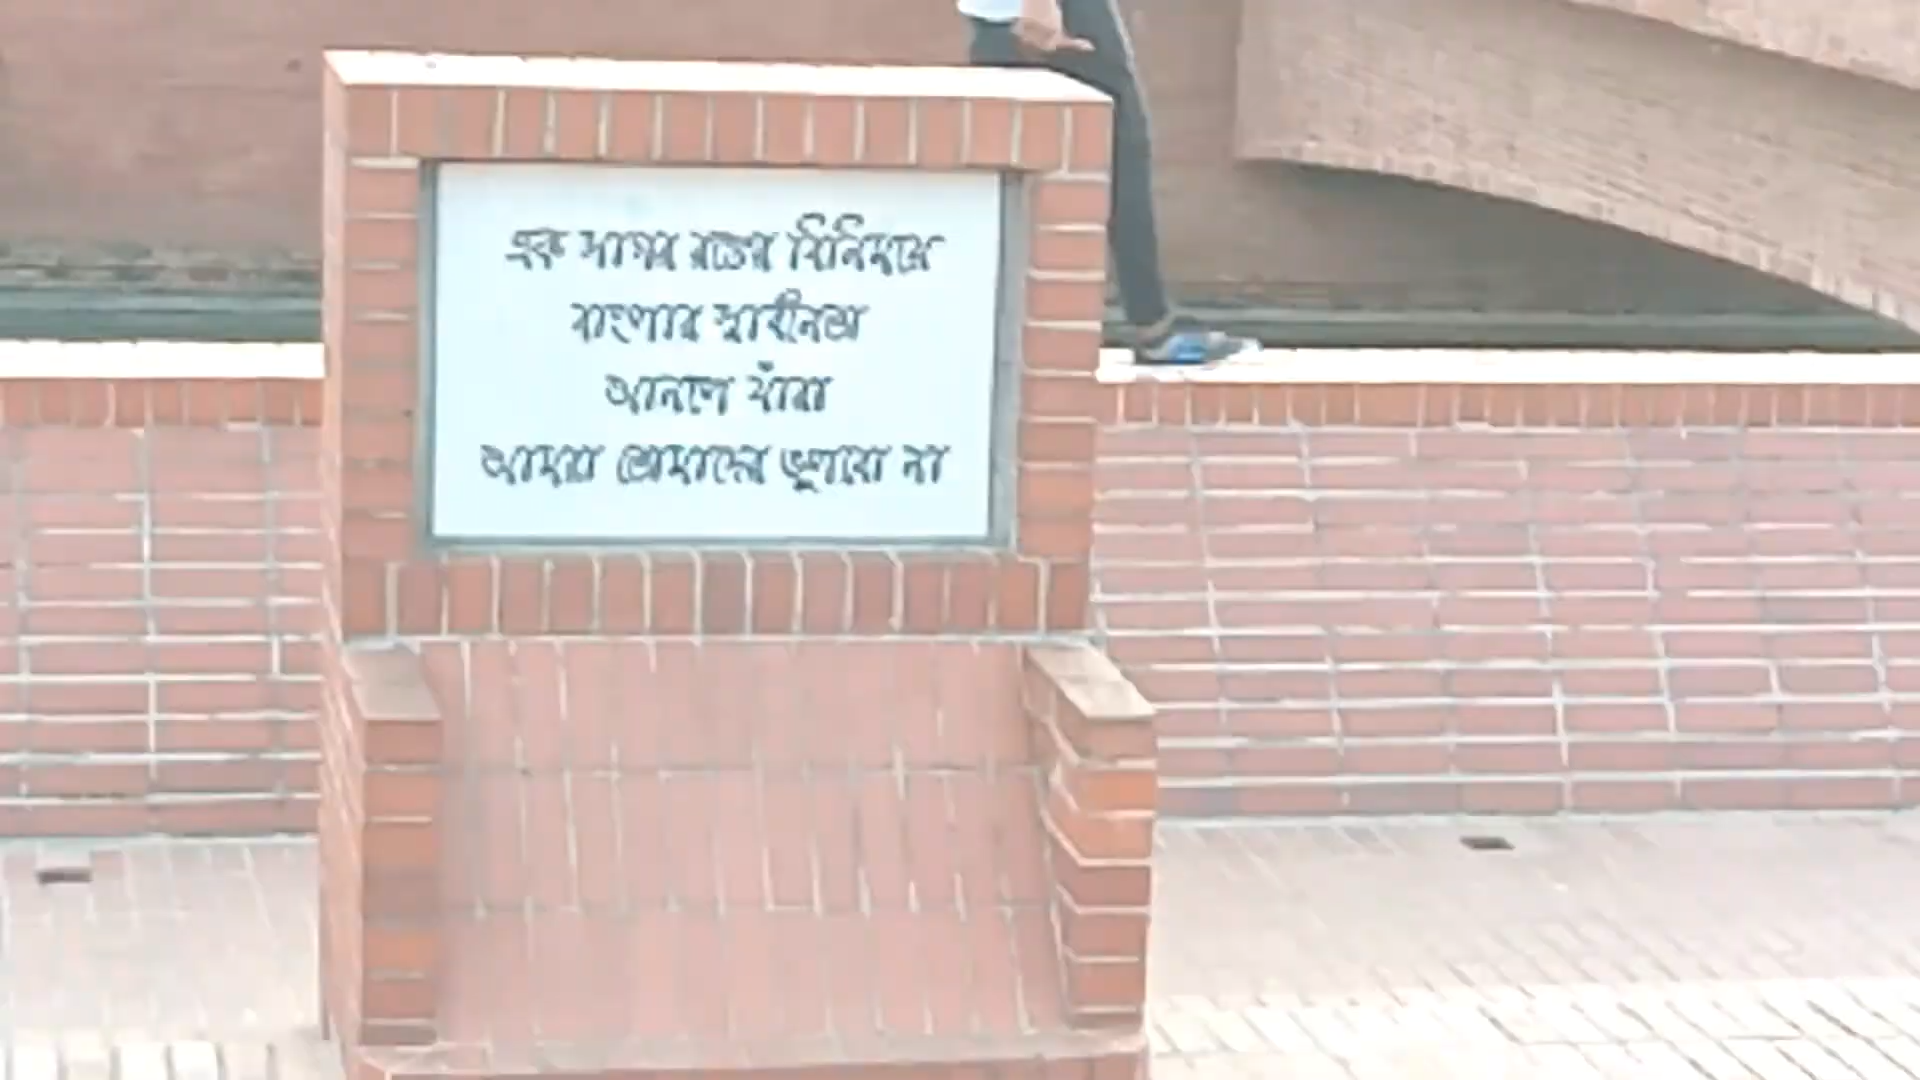 এক সাগর রক্তের বিনিময়ে
বাংলার স্বাধীনতা
আনলে যাঁরা
আমরা তোমাদের ভুলবো না